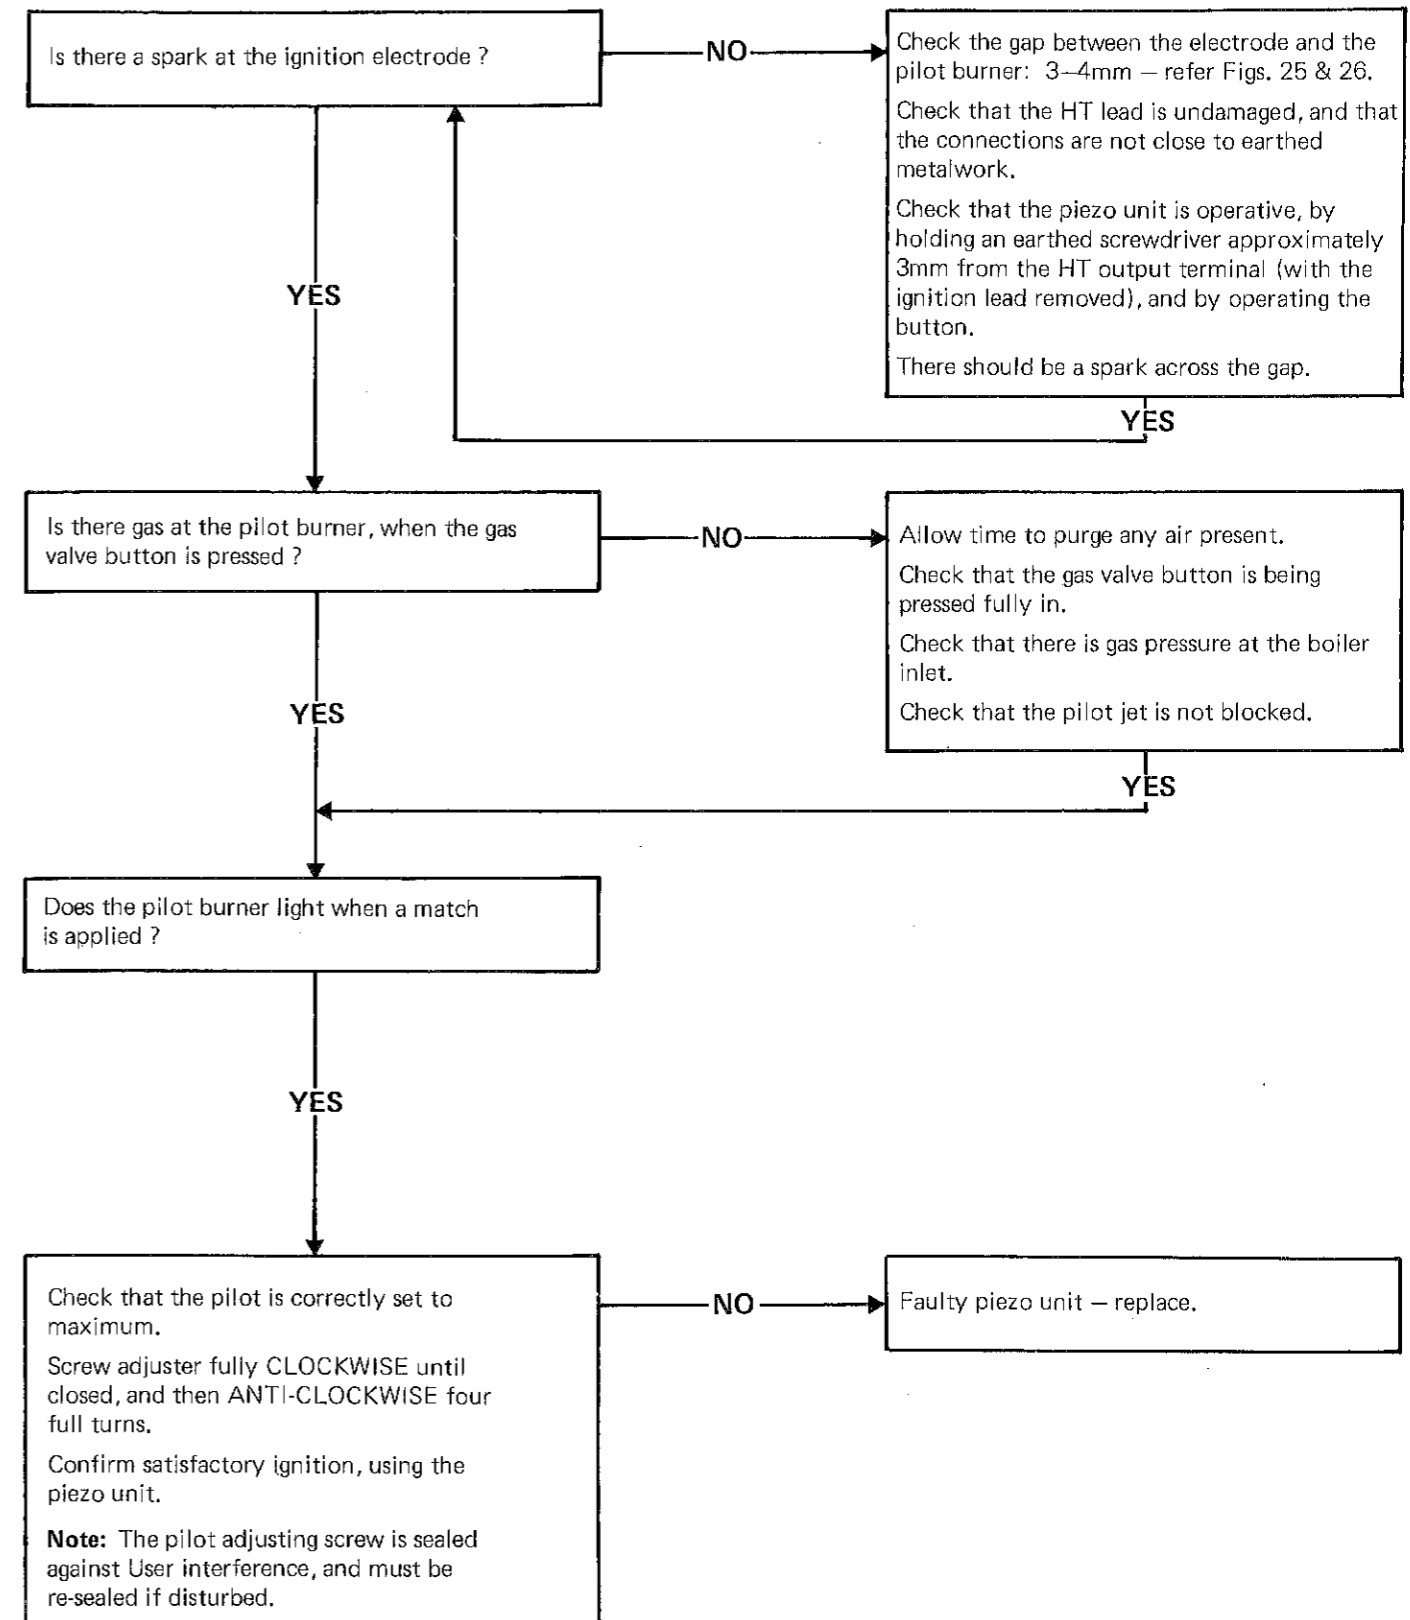 Is there a spark at the ignition electrode ?
NO
Check the gap between the electrode and the
pilot burner: 3–4mm – refer Figs. 25 & 26.
Check that the HT lead is undamaged, and that
the connections are not close to earthed
metalwork.
Check that the piezo unit is operative, by
holding an earthed screwdriver approximately
3mm from the HT output terminal (with the
ignition lead removed), and by operating the
button.
There should be a spark across the gap.
YES
YES
Is there gas at the pilot burner, when the gas
valve button is pressed ?
NO
Allow time to purge any air present.
Check that the gas valve button is being
pressed fully in.
Check that there is gas pressure at the boiler
inlet.
Check that the pilot jet is not blocked.
YES
YES
Does the pilot burner light when a match
is applied ?
YES
Check that the pilot is correctly set to
maximum.
Screw adjuster fully CLOCKWISE until
closed, and then ANTI-CLOCKWISE four
full turns.
Confirm satisfactory ignition, using the
piezo unit.
Note: The pilot adjusting screw is sealed
against User interference, and must be
re-sealed if disturbed.
NO
Faulty piezo unit – replace.